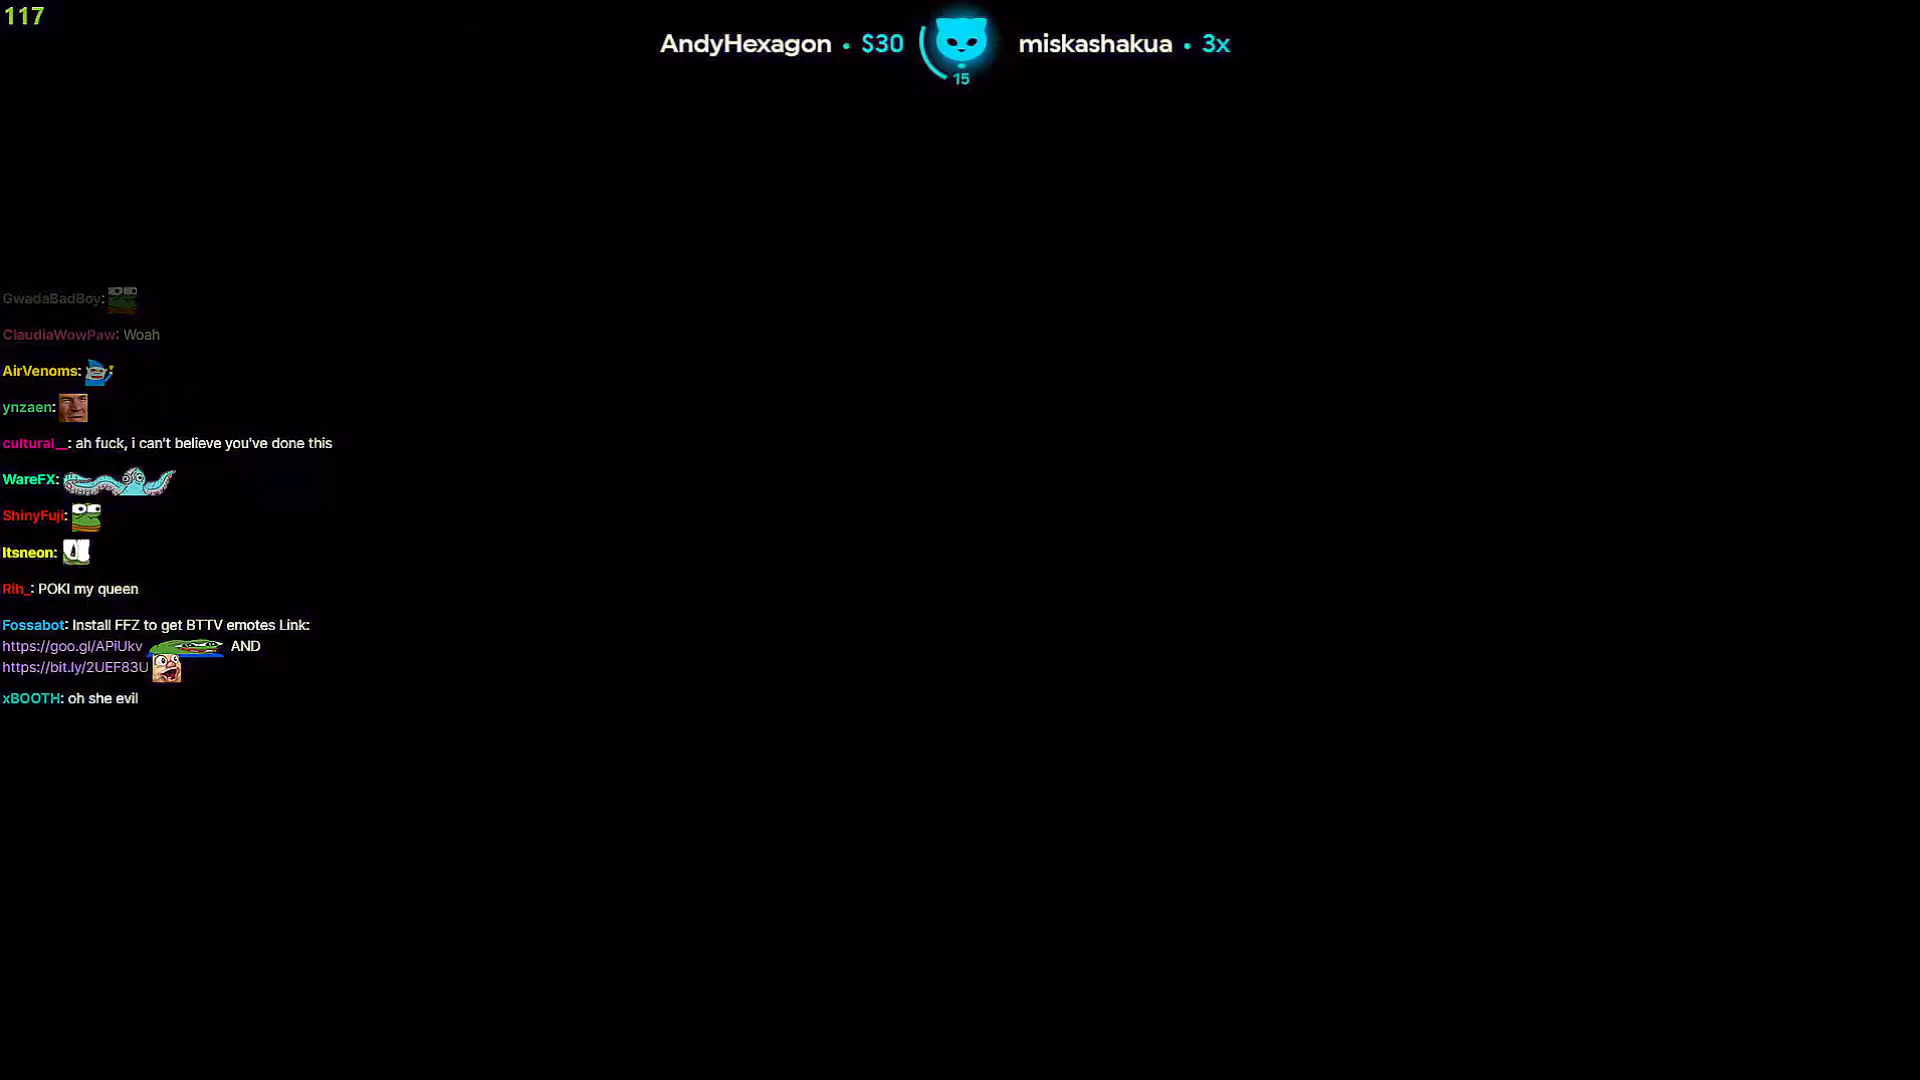 117
AndyHexagon • $30
15
miskashakua • 3x
GwadaBadBoy:
ClaudiaWowPaw: Woah
AirVenoms:
ynzaen:
cultural__: ah fuck, i can't believe you've done this
WareFX:
ShinyFuji:
Itsneon:
Rih_: POKI my queen
Fossabot: Install FFZ to get BTTV emotes Link:
https://goo.gl/APiUkv AND
https://bit.ly/2UEF83U
xBOOTH: oh she evil